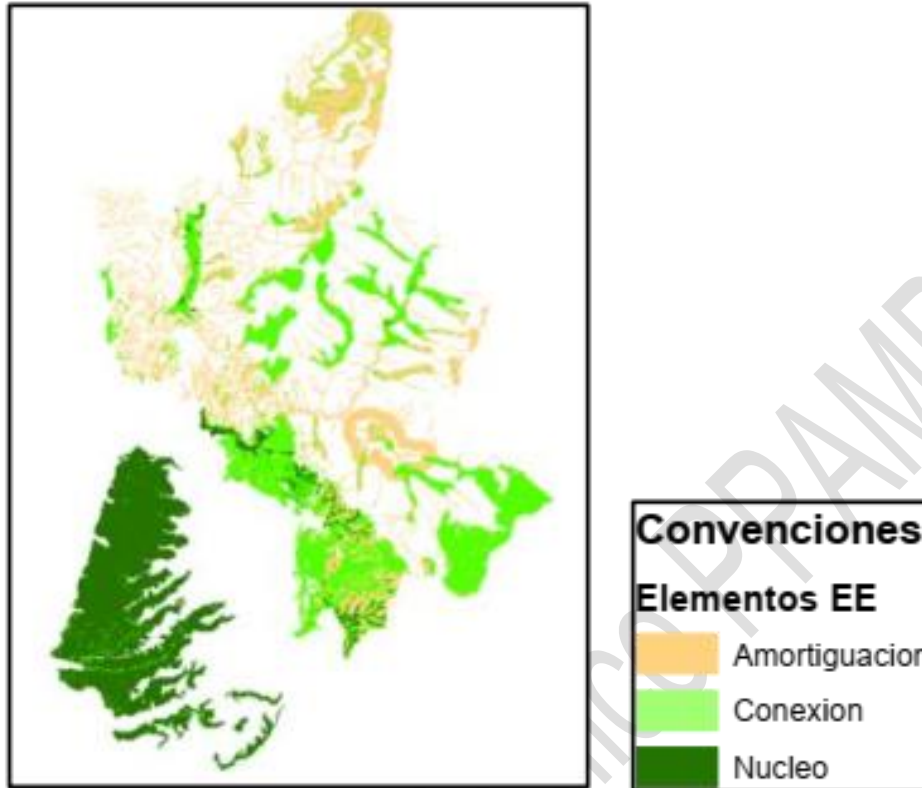 Convenciones
Elementos EE
Amortiguacion
Conexion
Nucleo